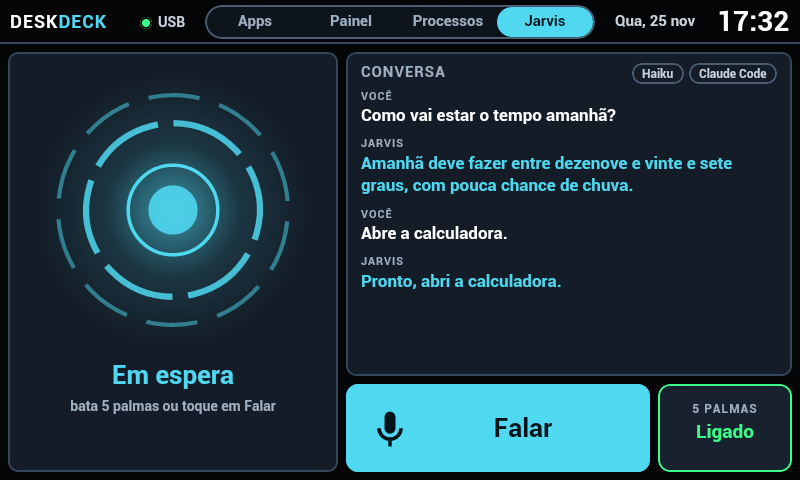 DESKDECK
USB
Apps
Painel
Processos
Jarvis
Qua, 25 nov
17:32
Em espera
bata 5 palmas ou toque em Falar
CONVERSA
Haiku
Claude Code
VOCÊ
Como vai estar o tempo amanhã?
JARVIS
Amanhã deve fazer entre dezenove e vinte e sete
graus, com pouca chance de chuva.
VOCÊ
Abre a calculadora.
JARVIS
Pronto, abri a calculadora.
Falar
5 PALMAS
Ligado